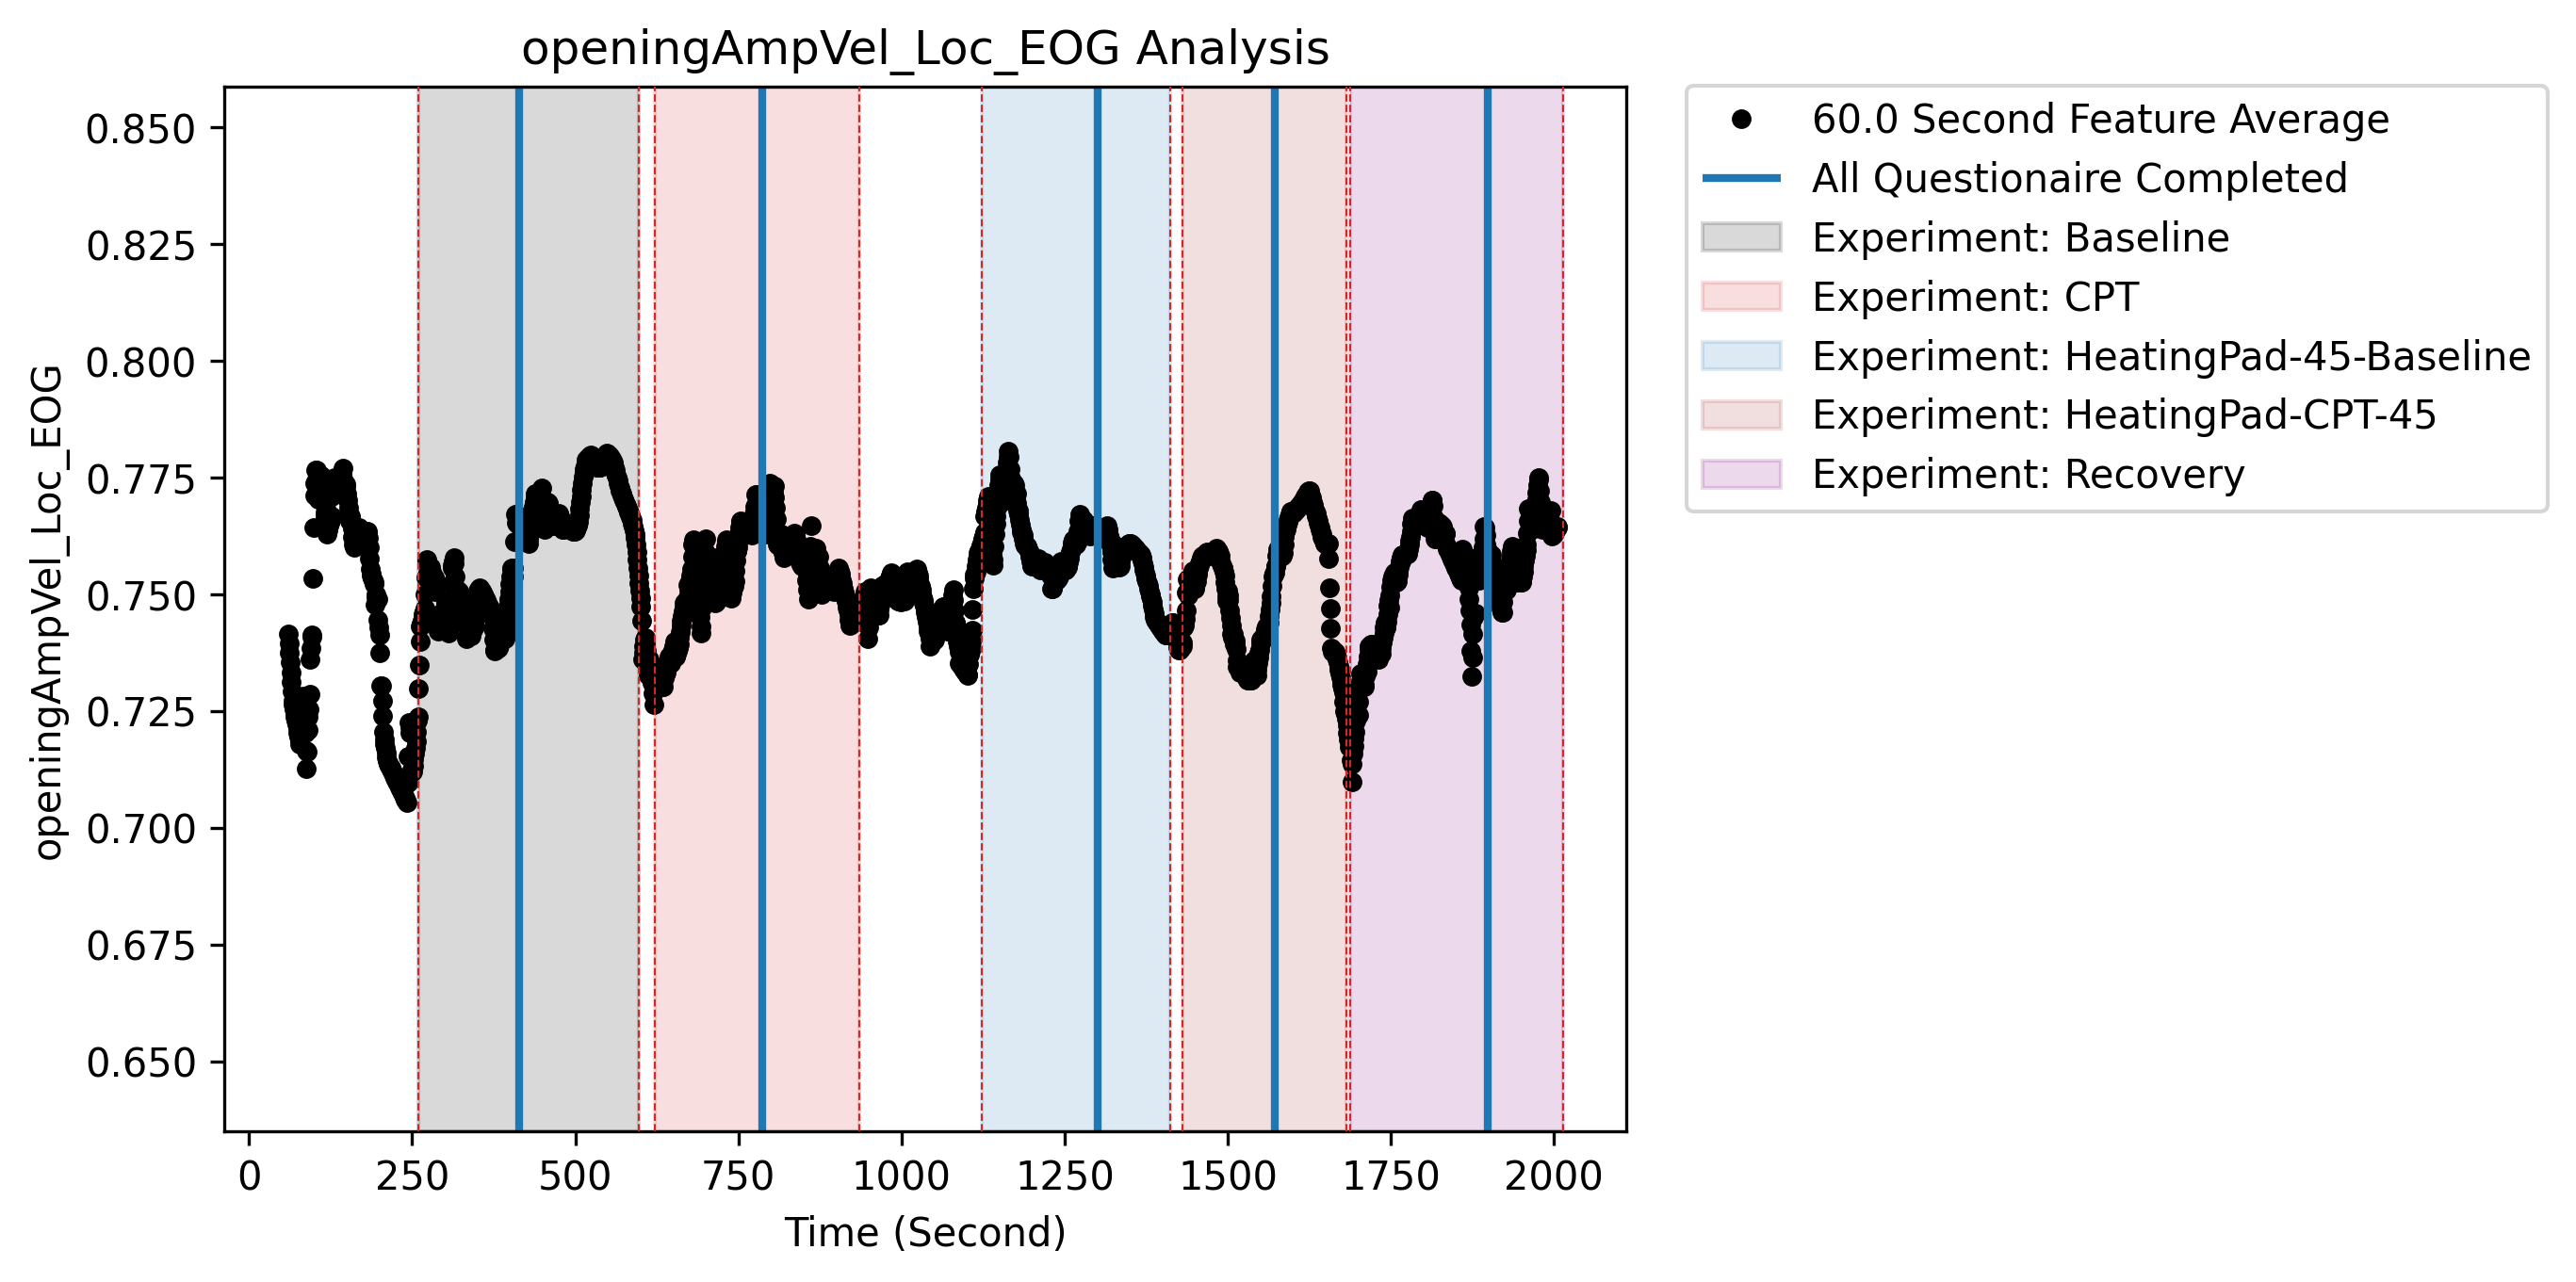 openingAmpVel_Loc_EOG Analysis
openingAmpVel_Loc_EOG
0.850
0.825
0.800
0.775
0.750
0.725
0.700
0.675
0.650
0 250 500 750 1000 1250 1500 1750 2000
Time (Second)
60.0 Second Feature Average
All Questionaire Completed
Experiment: Baseline
Experiment: CPT
Experiment: HeatingPad-45-Baseline
Experiment: HeatingPad-CPT-45
Experiment: Recovery